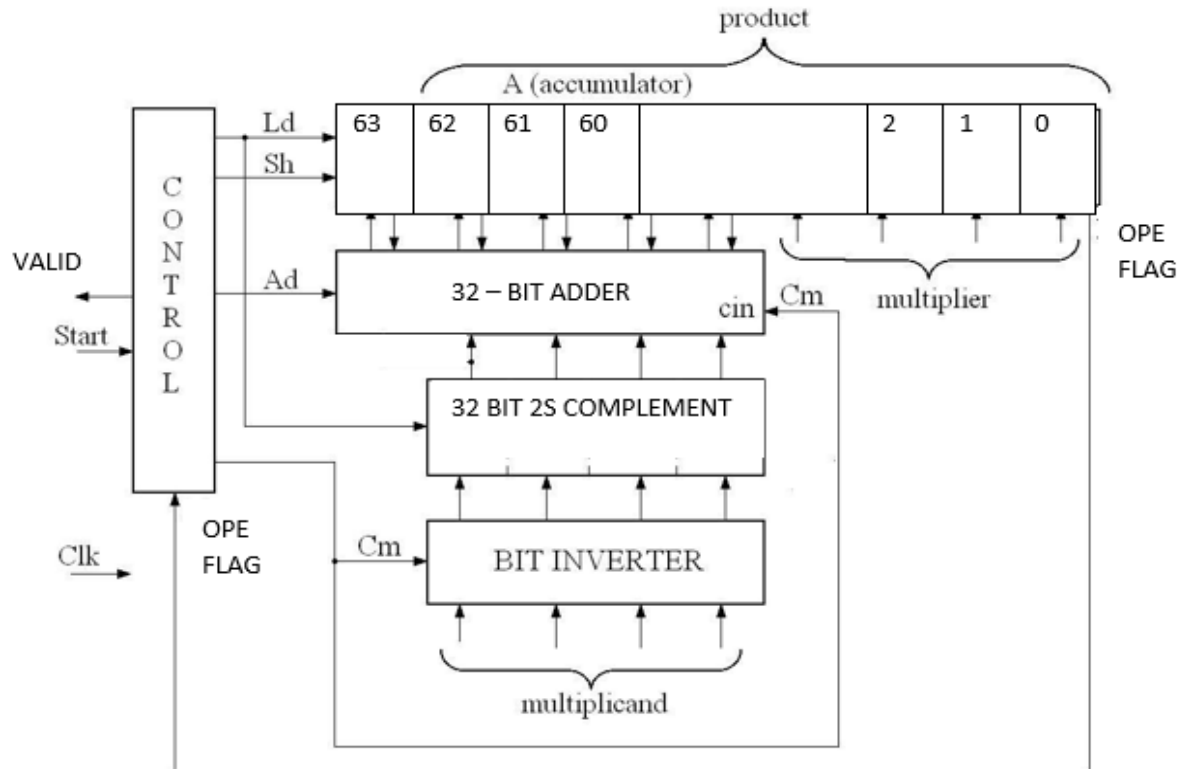 product
A (accumulator)
63 62 61 60 2 1 0
Ld
Sh
CONTROL
VALID
Ad
Start
32 – BIT ADDER
cin
Cm
multiplier
OPE
FLAG
32 BIT 2S COMPLEMENT
OPE
FLAG
Clk
Cm
BIT INVERTER
multiplicand